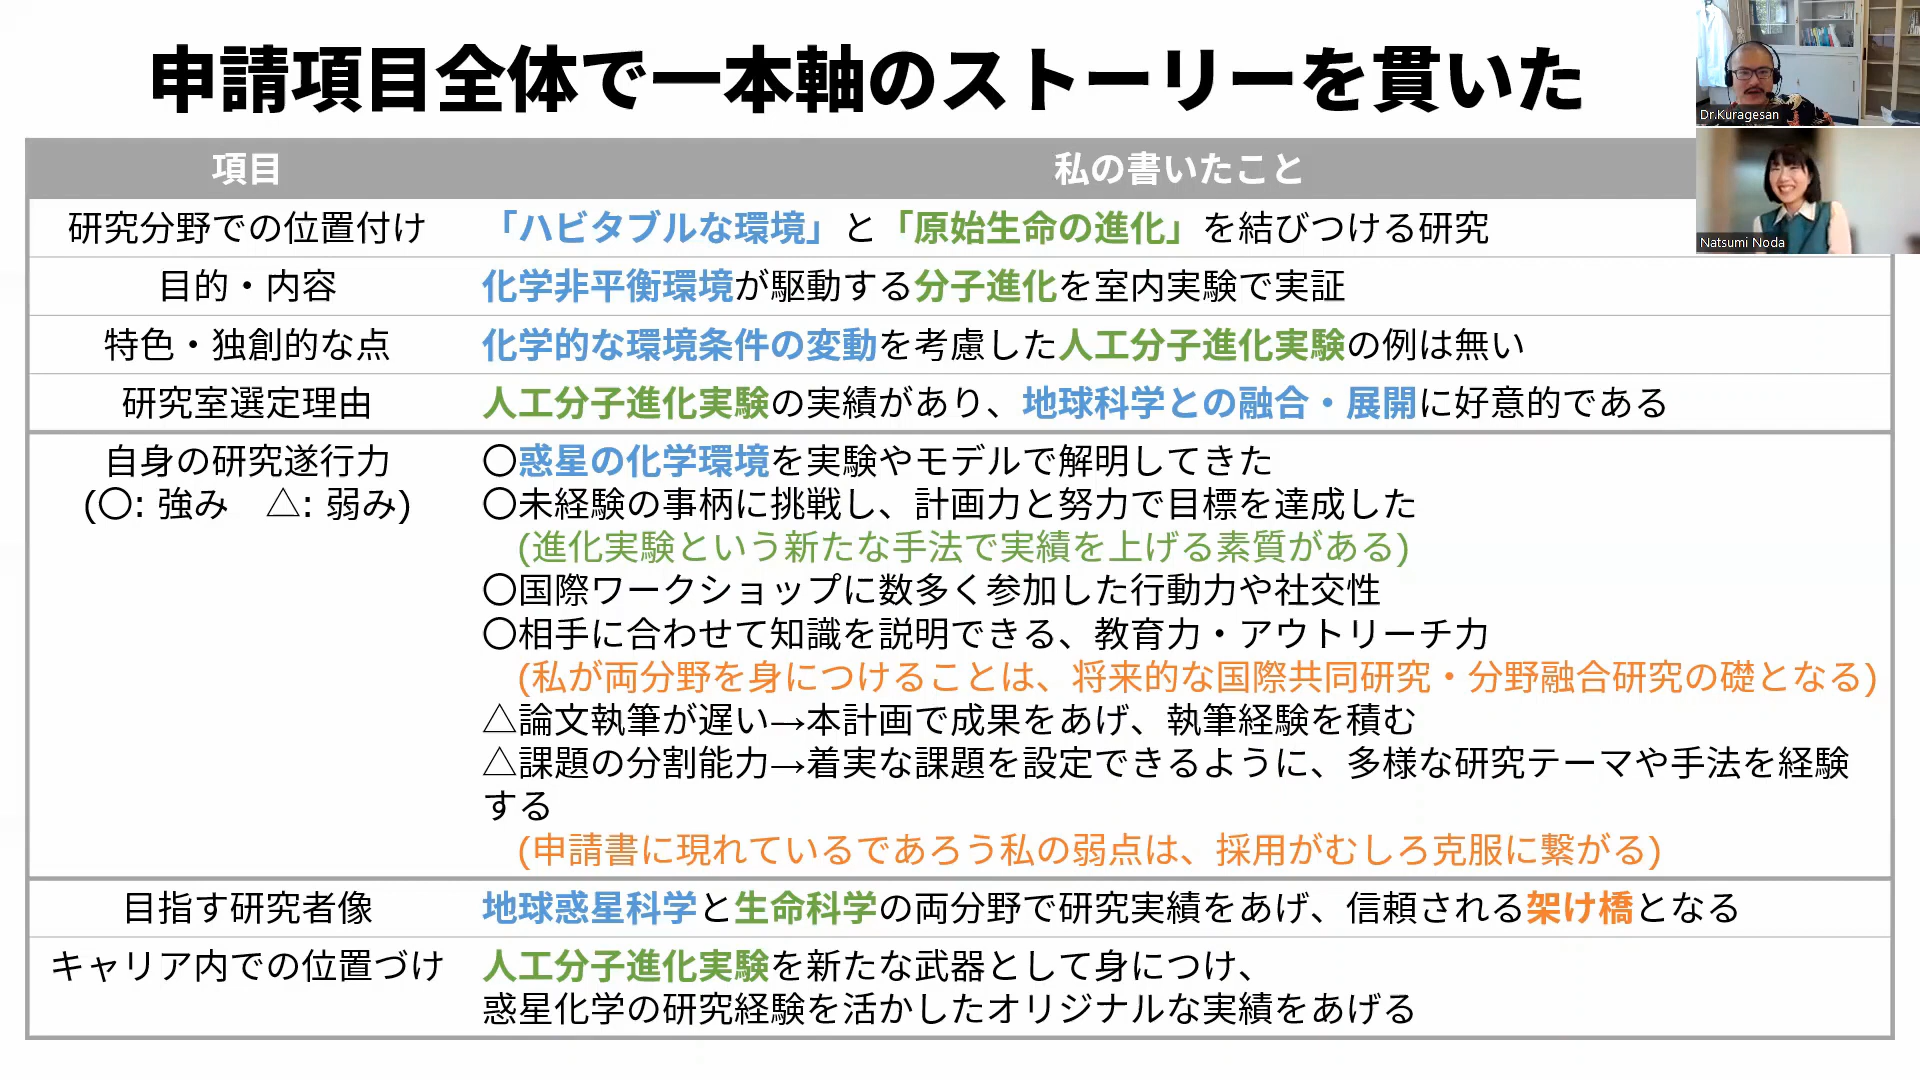 申請項目全体で一本軸のストーリーを貫いた
Dr.Kuragesan
Natsumi Noda
項目
私の書いたこと
研究分野での位置付け
「ハビタブルな環境」と「原始生命の進化」を結びつける研究
目的・内容
化学非平衡環境が駆動する分子進化を室内実験で実証
特色・独創的な点
化学的な環境条件の変動を考慮した人工分子進化実験の例は無い
研究室選定理由
人工分子進化実験の実績があり、地球科学との融合・展開に好意的である
自身の研究遂行力
(〇: 強み　△: 弱み)
〇惑星の化学環境を実験やモデルで解明してきた
〇未経験の事柄に挑戦し、計画力と努力で目標を達成した
(進化実験という新たな手法で実績を上げる素質がある)
〇国際ワークショップに数多く参加した行動力や社交性
〇相手に合わせて知識を説明できる、教育力・アウトリーチ力
(私が両分野を身につけることは、将来的な国際共同研究・分野融合研究の礎となる)
△論文執筆が遅い→本計画で成果をあげ、執筆経験を積む
△課題の分割能力→着実な課題を設定できるように、多様な研究テーマや手法を経験
する
(申請書に現れているであろう私の弱点は、採用がむしろ克服に繋がる)
目指す研究者像
地球惑星科学と生命科学の両分野で研究実績をあげ、信頼される架け橋となる
キャリア内での位置づけ
人工分子進化実験を新たな武器として身につけ、
惑星化学の研究経験を活かしたオリジナルな実績をあげる